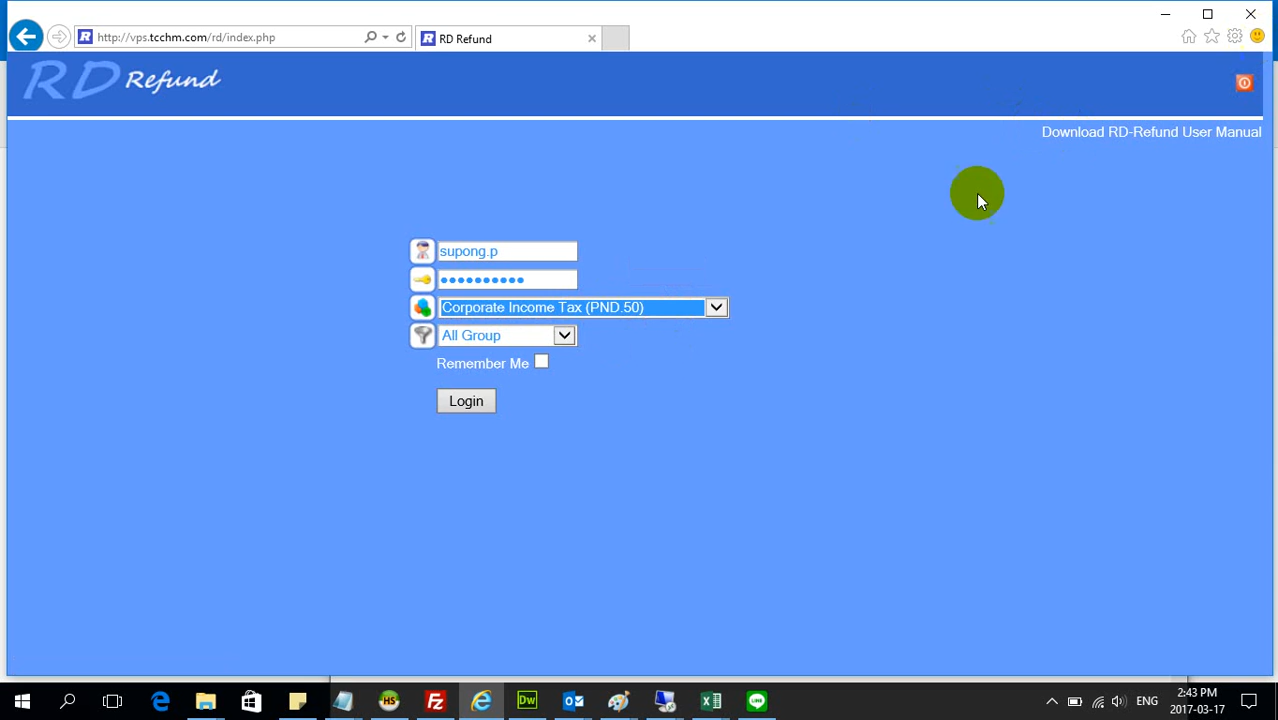 http://vps.tcchm.com/rd/index.php
RD Refund
RD Refund
Download RD-Refund User Manual
supong.p
••••••••••
Corporate Income Tax (PND.50)
All Group
Remember Me
Login
ENG
2:43 PM
2017-03-17